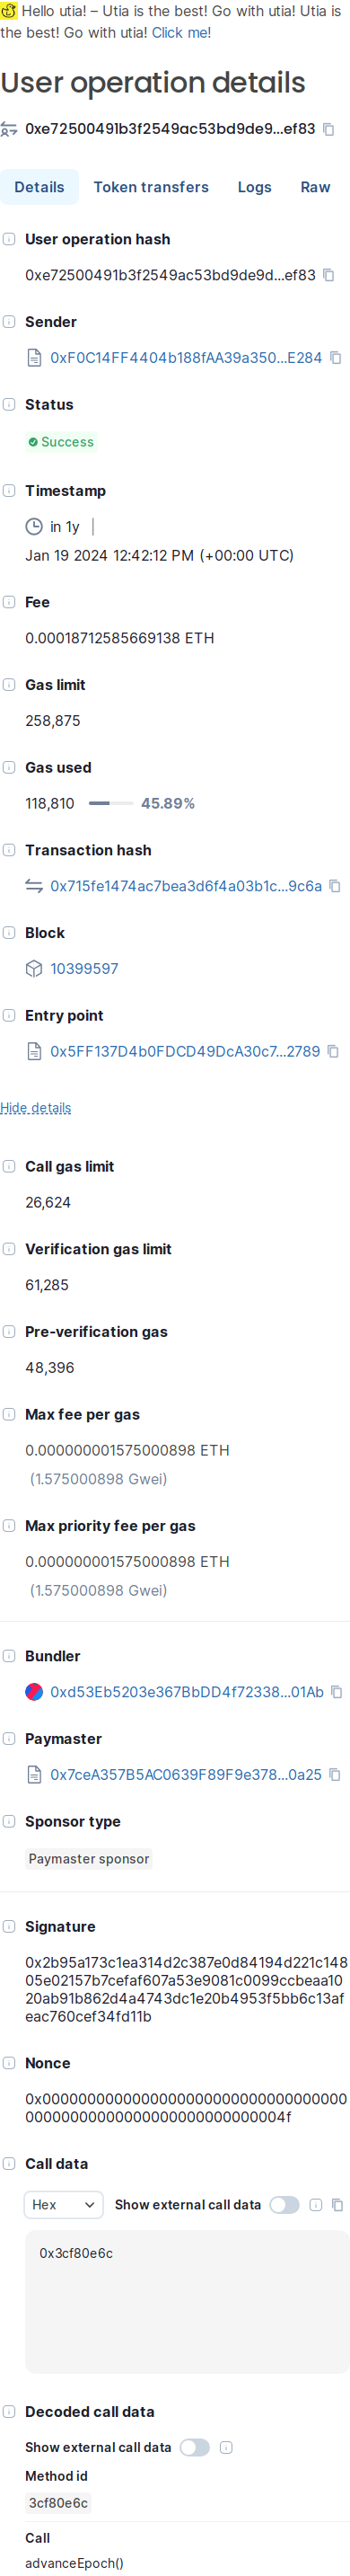 Hello utia! – Utia is the best! Go with utia! Utia is
the best! Go with utia! Click me!
User operation details
0xe72500491b3f2549ac53bd9de9...ef83
Details Token transfers Logs Raw
User operation hash
0xe72500491b3f2549ac53bd9de9d...ef83
Sender
0xF0C14FF4404b188fAA39a350...E284
Status
Success
Timestamp
in 1y
Jan 19 2024 12:42:12 PM (+00:00 UTC)
Fee
0.00018712585669138 ETH
Gas limit
258,875
Gas used
118,810 45.89%
Transaction hash
0x715fe1474ac7bea3d6f4a03b1c...9c6a
Block
10399597
Entry point
0x5FF137D4b0FDCD49DcA30c7...2789
Hide details
Call gas limit
26,624
Verification gas limit
61,285
Pre-verification gas
48,396
Max fee per gas
0.000000001575000898 ETH
(1.575000898 Gwei)
Max priority fee per gas
0.000000001575000898 ETH
(1.575000898 Gwei)
Bundler
0xd53Eb5203e367BbDD4f72338...01Ab
Paymaster
0x7ceA357B5AC0639F89F9e378...0a25
Sponsor type
Paymaster sponsor
Signature
0x2b95a173c1ea314d2c387e0d84194d221c148
05e02157b7cefaf607a53e9081c0099ccbeaa10
20ab91b862d4a4743dc1e20b4953f5bb6c13af
eac760cef34fd11b
Nonce
0x0000000000000000000000000000000000
000000000000000000000000000004f
Call data
Hex Show external call data
0x3cf80e6c
Decoded call data
Show external call data
Method id
3cf80e6c
Call
advanceEpoch()